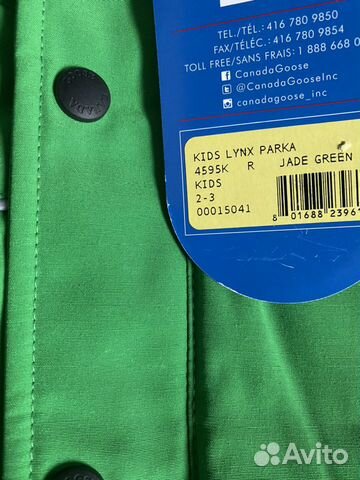 TEL./TÉL.: 416 780 9850
FAX/TÉLÉC.: 416 780 9854
TOLL FREE/SANS FRAIS: 1 888 668 0
CanadaGoose
@CanadaGooseInc
canadagoose_inc
KIDS LYNX PARKA
4595K R JADE GREEN
KIDS
2-3
00015041
8 01688 23961
Avito